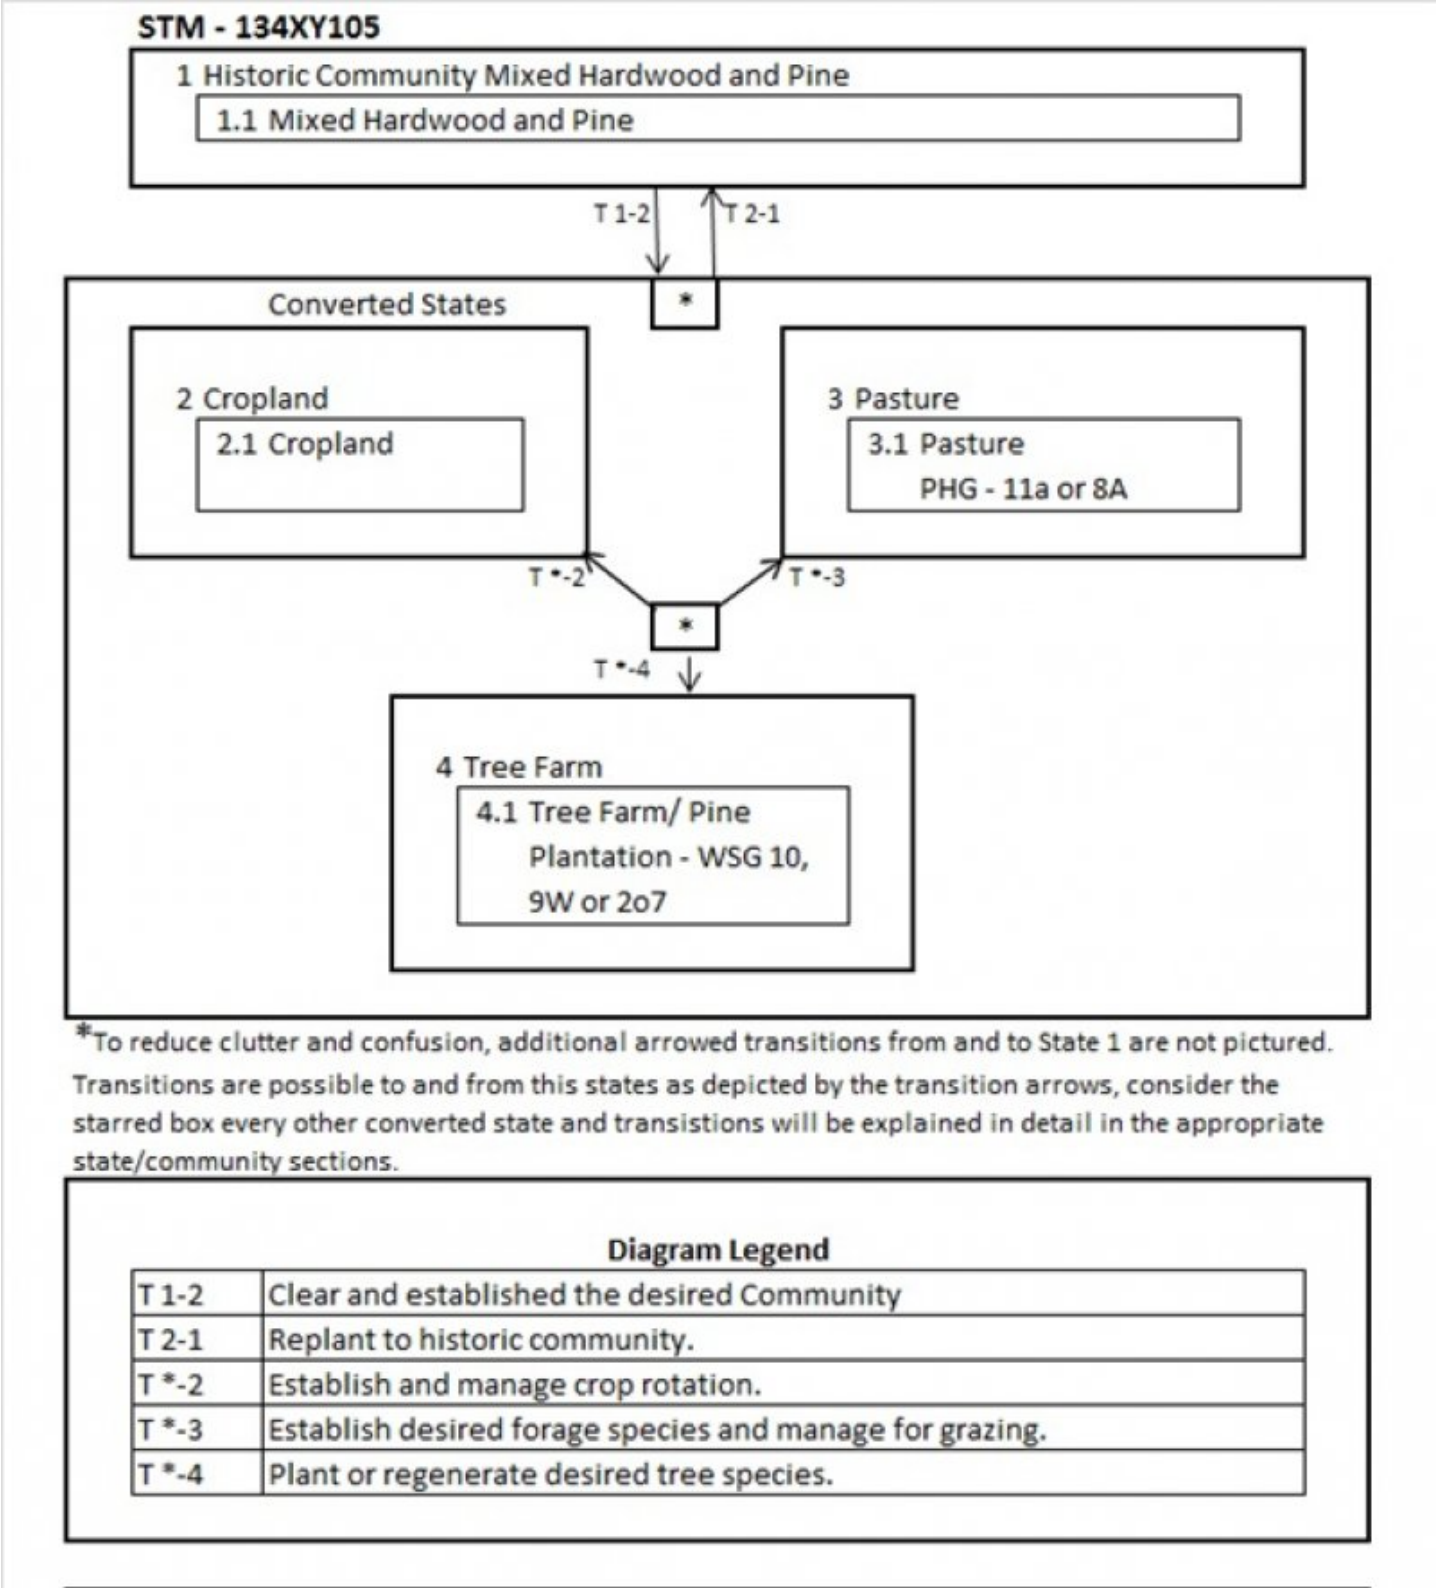 STM - 134XY105
1 Historic Community Mixed Hardwood and Pine
1.1 Mixed Hardwood and Pine
T 1-2
T 2-1
Converted States
*
2 Cropland
2.1 Cropland
3 Pasture
3.1 Pasture
PHG - 11a or 8A
T *-2
T *-3
*
T *-4
4 Tree Farm
4.1 Tree Farm/ Pine
Plantation - WSG 10,
9W or 2o7
*To reduce clutter and confusion, additional arrowed transitions from and to State 1 are not pictured.
Transitions are possible to and from this states as depicted by the transition arrows, consider the
starred box every other converted state and transistions will be explained in detail in the appropriate
state/community sections.
Diagram Legend
T 1-2 Clear and established the desired Community
T 2-1 Replant to historic community.
T *-2 Establish and manage crop rotation.
T *-3 Establish desired forage species and manage for grazing.
T *-4 Plant or regenerate desired tree species.